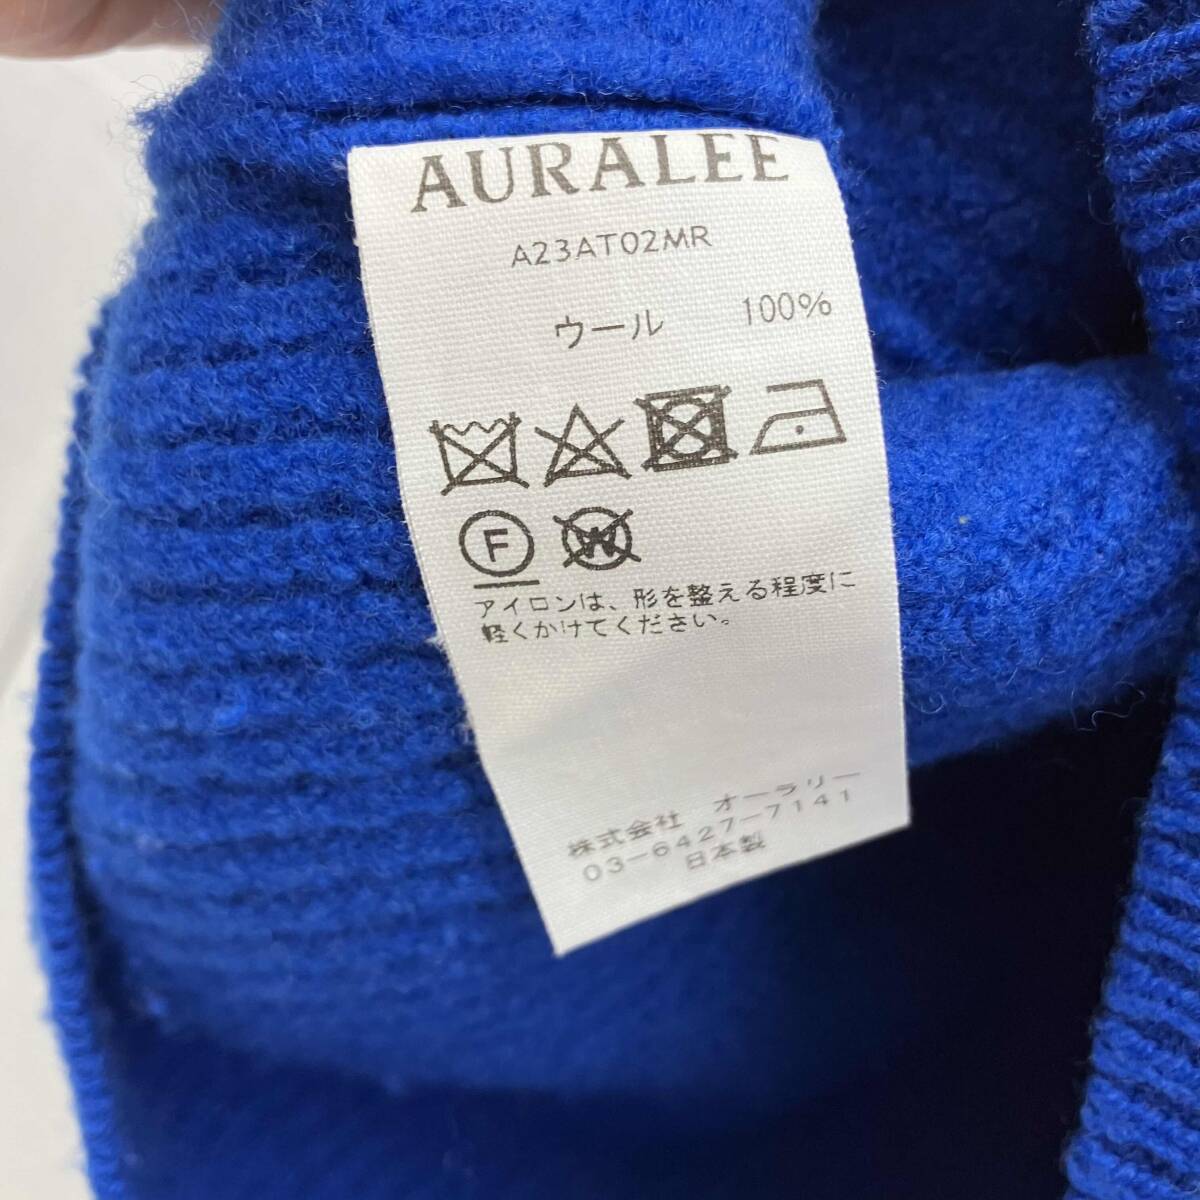 AURALEE
A23AT02MR
ウール 100%
F W
アイロンは、形を整える程度に
軽くかけてください。
株式会社 オーラリー
03-6427-7141
日本製